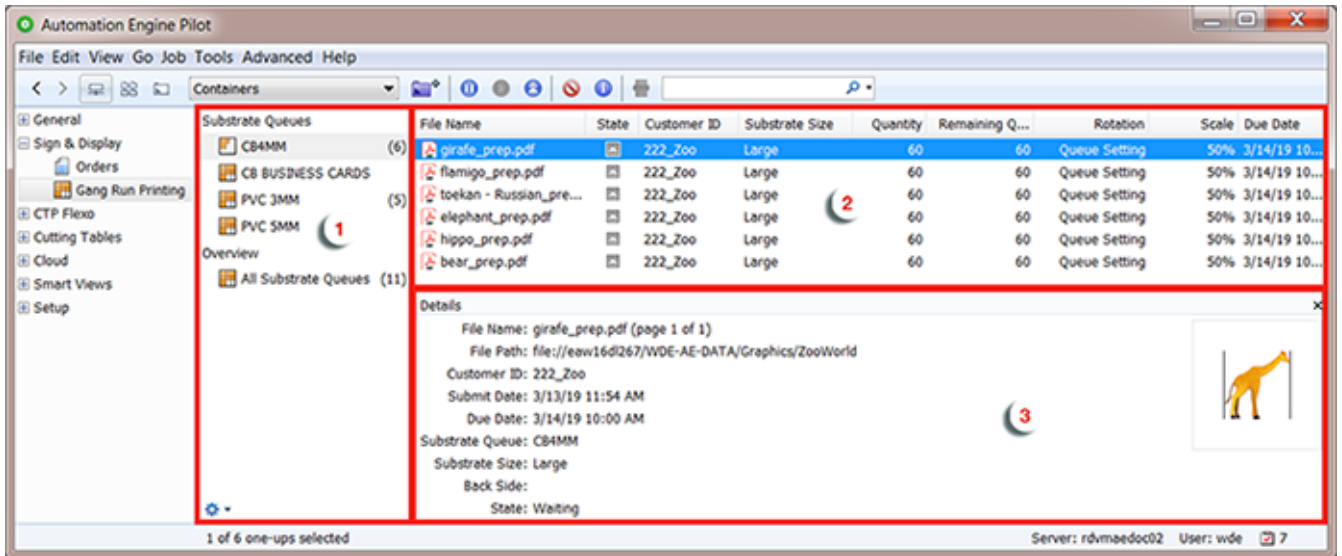 Automation Engine Pilot
File Edit View Go Job Tools Advanced Help
Containers
General
Sign & Display
Orders
Gang Run Printing
CTP Flexo
Cutting Tables
Cloud
Smart Views
Setup
Substrate Queues
CB4MM (6)
CB BUSINESS CARDS
PVC 3MM (5)
PVC 5MM
1
Overview
All Substrate Queues (11)
File Name State Customer ID Substrate Size Quantity Remaining Q... Rotation Scale Due Date
girafe_prep.pdf 222_Zoo Large 60 60 Queue Setting 50% 3/14/19 10...
flamigo_prep.pdf 222_Zoo Large 60 60 Queue Setting 50% 3/14/19 10...
toekan - Russian_pre... 222_Zoo Large 60 60 Queue Setting 50% 3/14/19 10...
elephant_prep.pdf 222_Zoo Large 60 60 Queue Setting 50% 3/14/19 10...
hippo_prep.pdf 222_Zoo Large 60 60 Queue Setting 50% 3/14/19 10...
bear_prep.pdf 222_Zoo Large 60 60 Queue Setting 50% 3/14/19 10...
2
Details
File Name: girafe_prep.pdf (page 1 of 1)
File Path: file://eaw16dl267/WDE-AE-DATA/Graphics/ZooWorld
Customer ID: 222_Zoo
Submit Date: 3/13/19 11:54 AM
Due Date: 3/14/19 10:00 AM
Substrate Queue: CB4MM
Substrate Size: Large
Back Side:
State: Waiting
3
1 of 6 one-ups selected
Server: rdvmaedoc02 User: wde 7